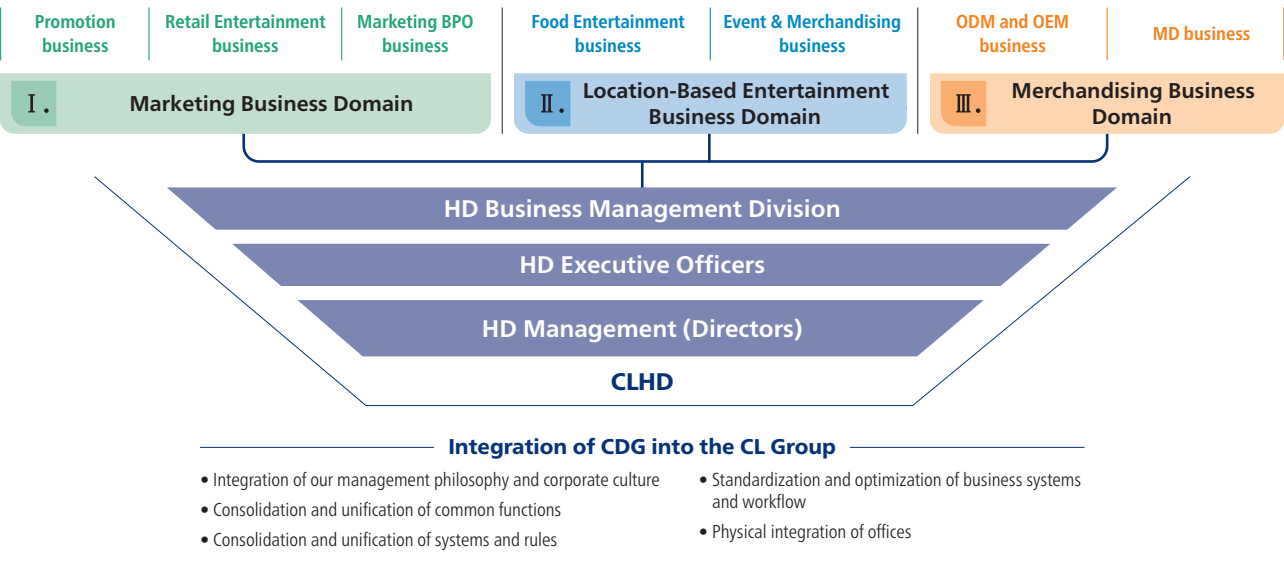 Promotion
business
Retail Entertainment
business
Marketing BPO
business
Food Entertainment
business
Event & Merchandising
business
ODM and OEM
business
MD business
Ⅰ.
Marketing Business Domain
Ⅱ.
Location-Based Entertainment
Business Domain
Ⅲ.
Merchandising Business
Domain
HD Business Management Division
HD Executive Officers
HD Management (Directors)
CLHD
Integration of CDG into the CL Group
• Integration of our management philosophy and corporate culture
• Consolidation and unification of common functions
• Consolidation and unification of systems and rules
• Standardization and optimization of business systems
and workflow
• Physical integration of offices